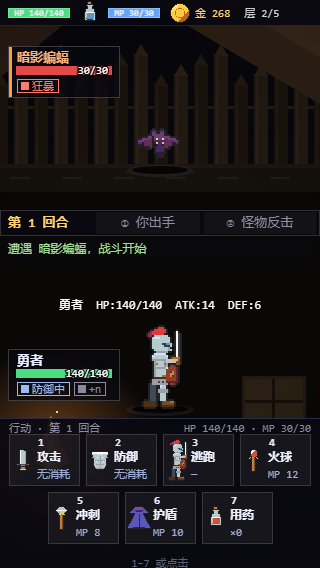 HP 140/140 MP 30/30 金 268 层 2/5
暗影蝙蝠
30/30
狂暴
第 1 回合 ① 你出手 ② 怪物反击
遭遇 暗影蝙蝠, 战斗开始
勇者 HP:140/140 ATK:14 DEF:6
勇者
140/140
防御中 +n
行动 · 第 1 回合 HP 140/140 · MP 30/30
1 攻击 无消耗
2 防御 无消耗
3 逃跑 —
4 火球 MP 12
5 冲刺 MP 8
6 护盾 MP 10
7 用药 ×0
1-7 或点击